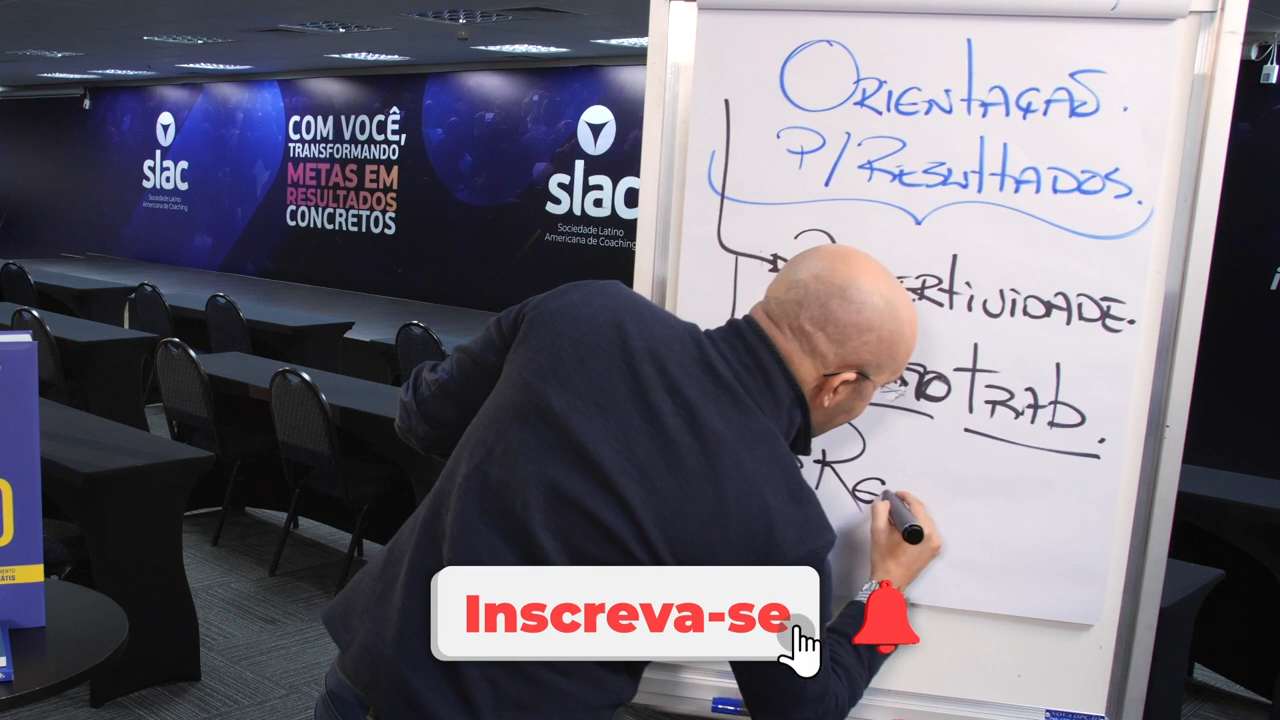 slac
Sociedade Latino
Americana de Coaching
COM VOCÊ,
TRANSFORMANDO
METAS EM
RESULTADOS
CONCRETOS
slac
Sociedade Latino
Americana de Coaching
ORIENTAÇÃO.
P/ RESULTADOS.
TRAB.
RE
Inscreva-se